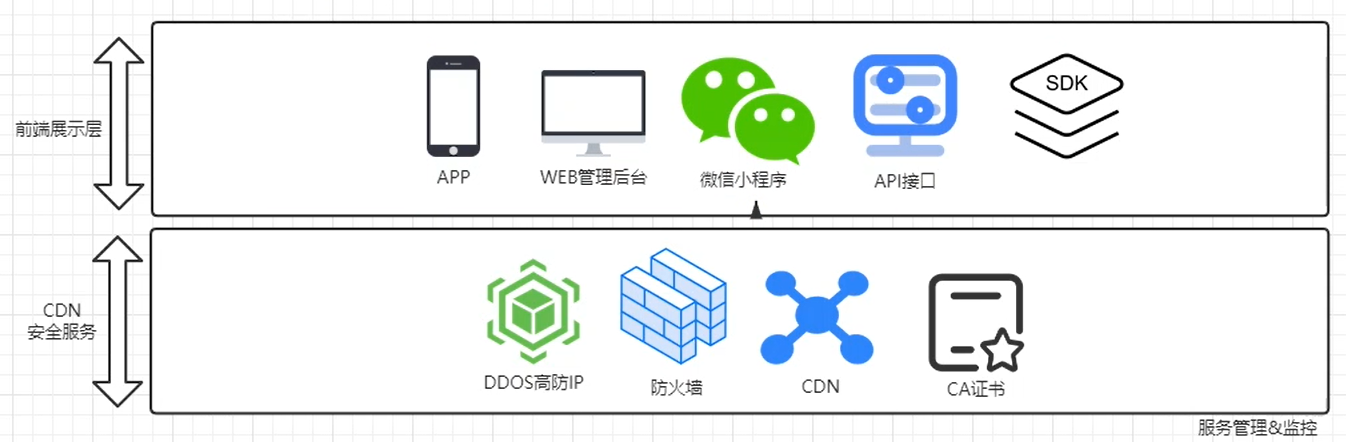 SDK
前端展示层
APP
WEB管理后台
微信小程序
API接口
CDN
安全服务
DDOS高防IP
防火墙
CDN
CA证书
服务管理&监控